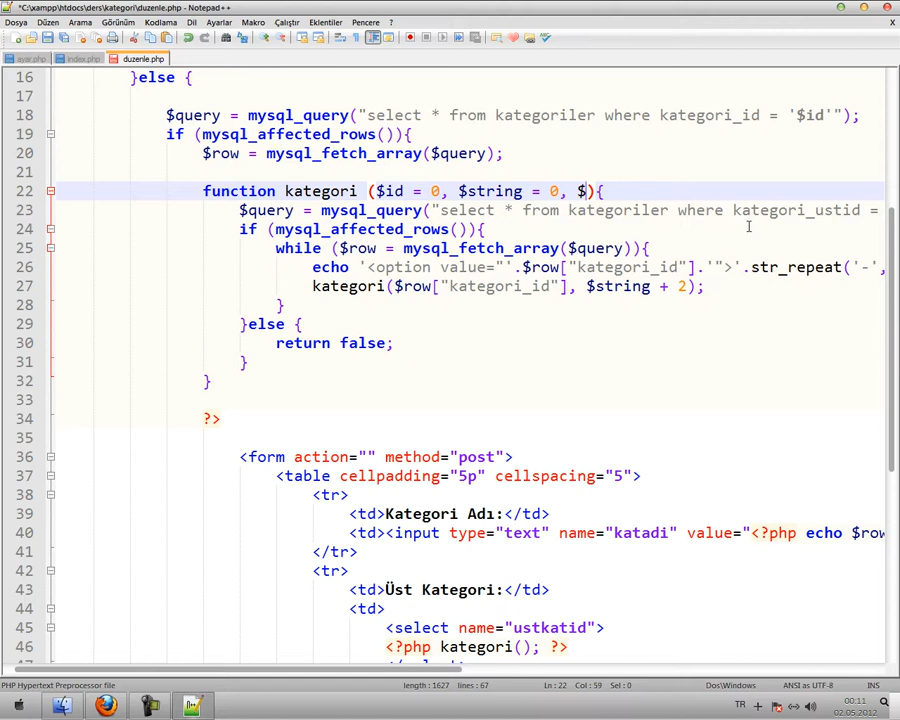 *C:\xampp\htdocs\ders\kategori\duzenle.php - Notepad++
Dosya Düzen Arama Görünüm Kodlama Dil Ayarlar Makro Çalıştır Eklentiler Pencere ?
X
ayar.php index.php duzenle.php
16 }else {
17
18 $query = mysql_query("select * from kategoriler where kategori_id = '$id'");
19 if (mysql_affected_rows()){
20 $row = mysql_fetch_array($query);
21
22 function kategori ($id = 0, $string = 0, $){
23 $query = mysql_query("select * from kategoriler where kategori_ustid =
24 if (mysql_affected_rows()){
25 while ($row = mysql_fetch_array($query)){
26 echo '<option value="'.$row["kategori_id"].'">'.str_repeat('-',
27 kategori($row["kategori_id"], $string + 2);
28 }
29 }else {
30 return false;
31 }
32 }
33
34 ?>
35
36 <form action="" method="post">
37 <table cellpadding="5p" cellspacing="5">
38 <tr>
39 <td>Kategori Adı:</td>
40 <td><input type="text" name="katadi" value="<?php echo $row
41 </tr>
42 <tr>
43 <td>Üst Kategori:</td>
44 <td>
45 <select name="ustkatid">
46 <?php kategori(); ?>
PHP Hypertext Preprocessor file length : 1627 lines : 67 Ln : 22 Col : 59 Sel : 0 Dos\Windows ANSI as UTF-8 INS
TR
00:11
02.05.2012